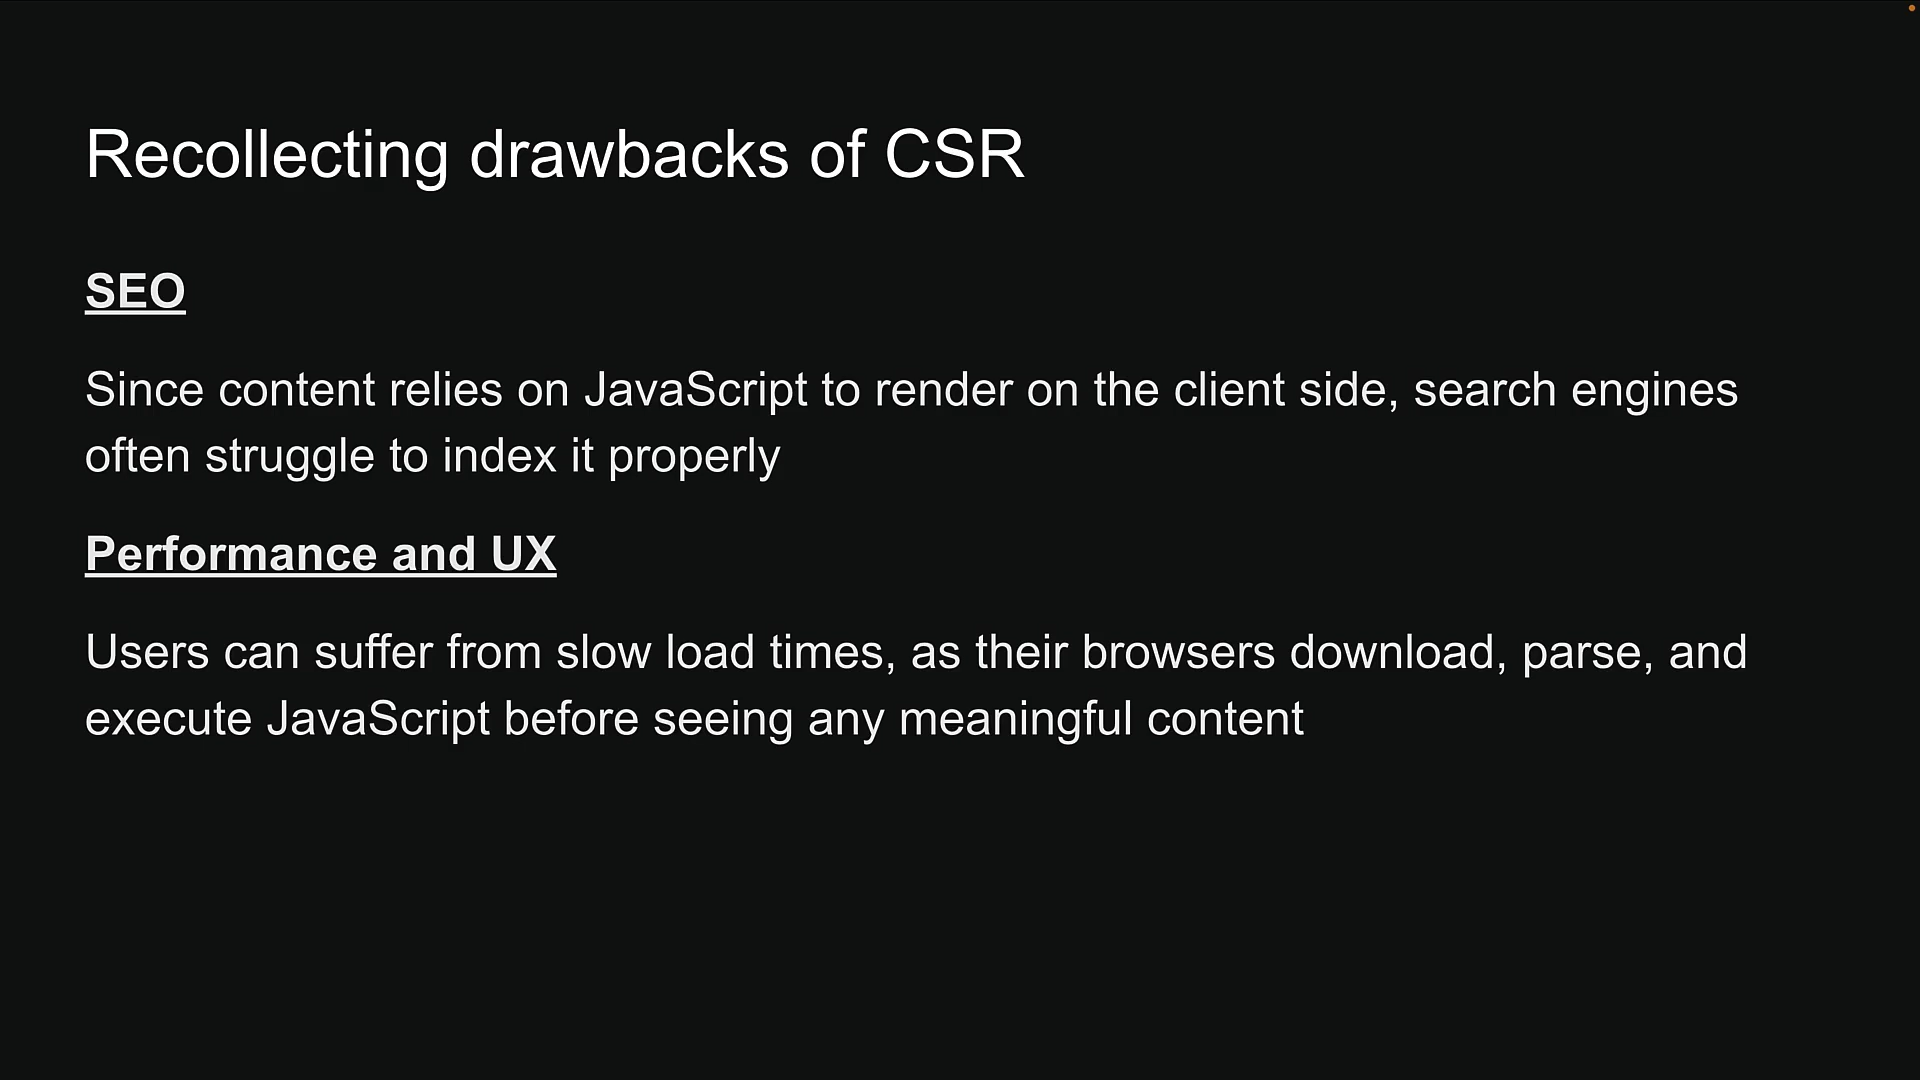 Recollecting drawbacks of CSR
SEO
Since content relies on JavaScript to render on the client side, search engines
often struggle to index it properly
Performance and UX
Users can suffer from slow load times, as their browsers download, parse, and
execute JavaScript before seeing any meaningful content